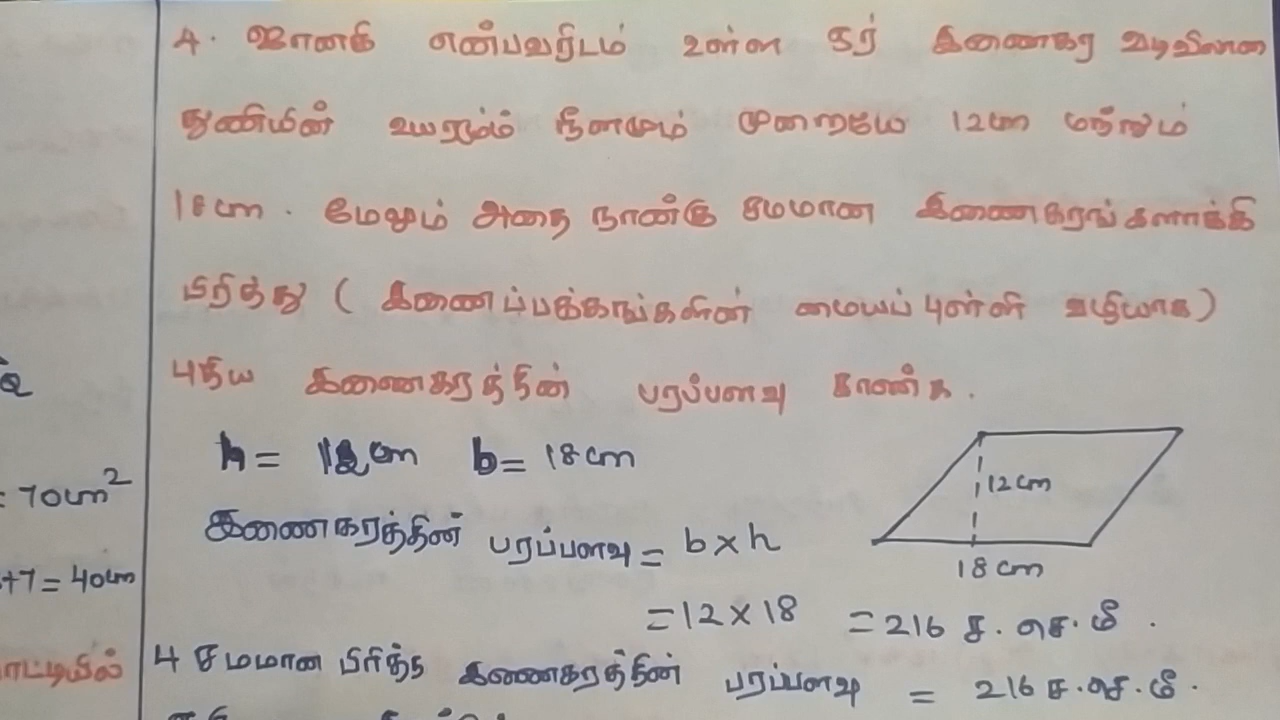 4. ஜானகி என்பவரிடம் உள்ள ஓர் இணைகர வடிவிலான
துணியின் உயரமும் நீளமும் முறையே 12cm மற்றும்
18cm. மேலும் அதை நான்கு சமமான இணைகரங்களாக்கி
பிரித்து ( இணைப்பக்கங்களின் மையப்புள்ளி வழியாக)
புதிய இணைகரத்தின் பரப்பளவு காண்க.
h = 12cm b = 18cm
12cm
= 70cm²
இணைகரத்தின் பரப்பளவு = b x h
18 cm
+7 = 40cm
= 12 x 18 = 216 ச.செ.மீ.
ாட்டியில்
4 சமமான பிரித்த இணைகரத்தின் பரப்பளவு = 216 ச.செ.மீ.